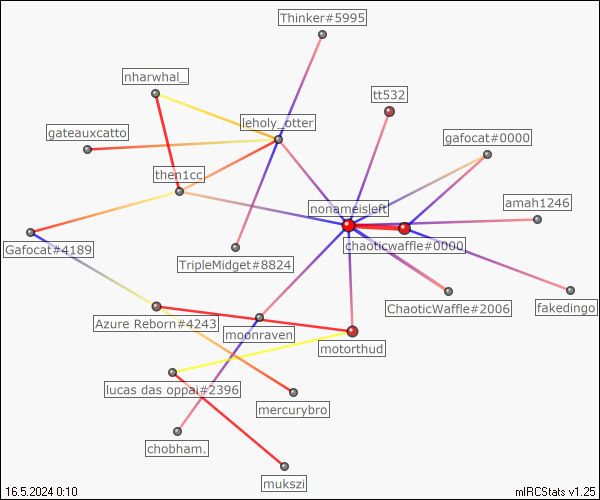 Thinker#5995
nharwhal_
tt532
gateauxcatto
leholy_otter
gafocat#0000
then1cc
nonameisleft
amah1246
Gafocat#4189
chaoticwaffle#0000
TripleMidget#8824
ChaoticWaffle#2006
fakedingo
Azure Reborn#4243
moonraven
motorthud
lucas das oppai#2396
mercurybro
chobham.
mukszi
16.5.2024 0:10
mIRCStats v1.25